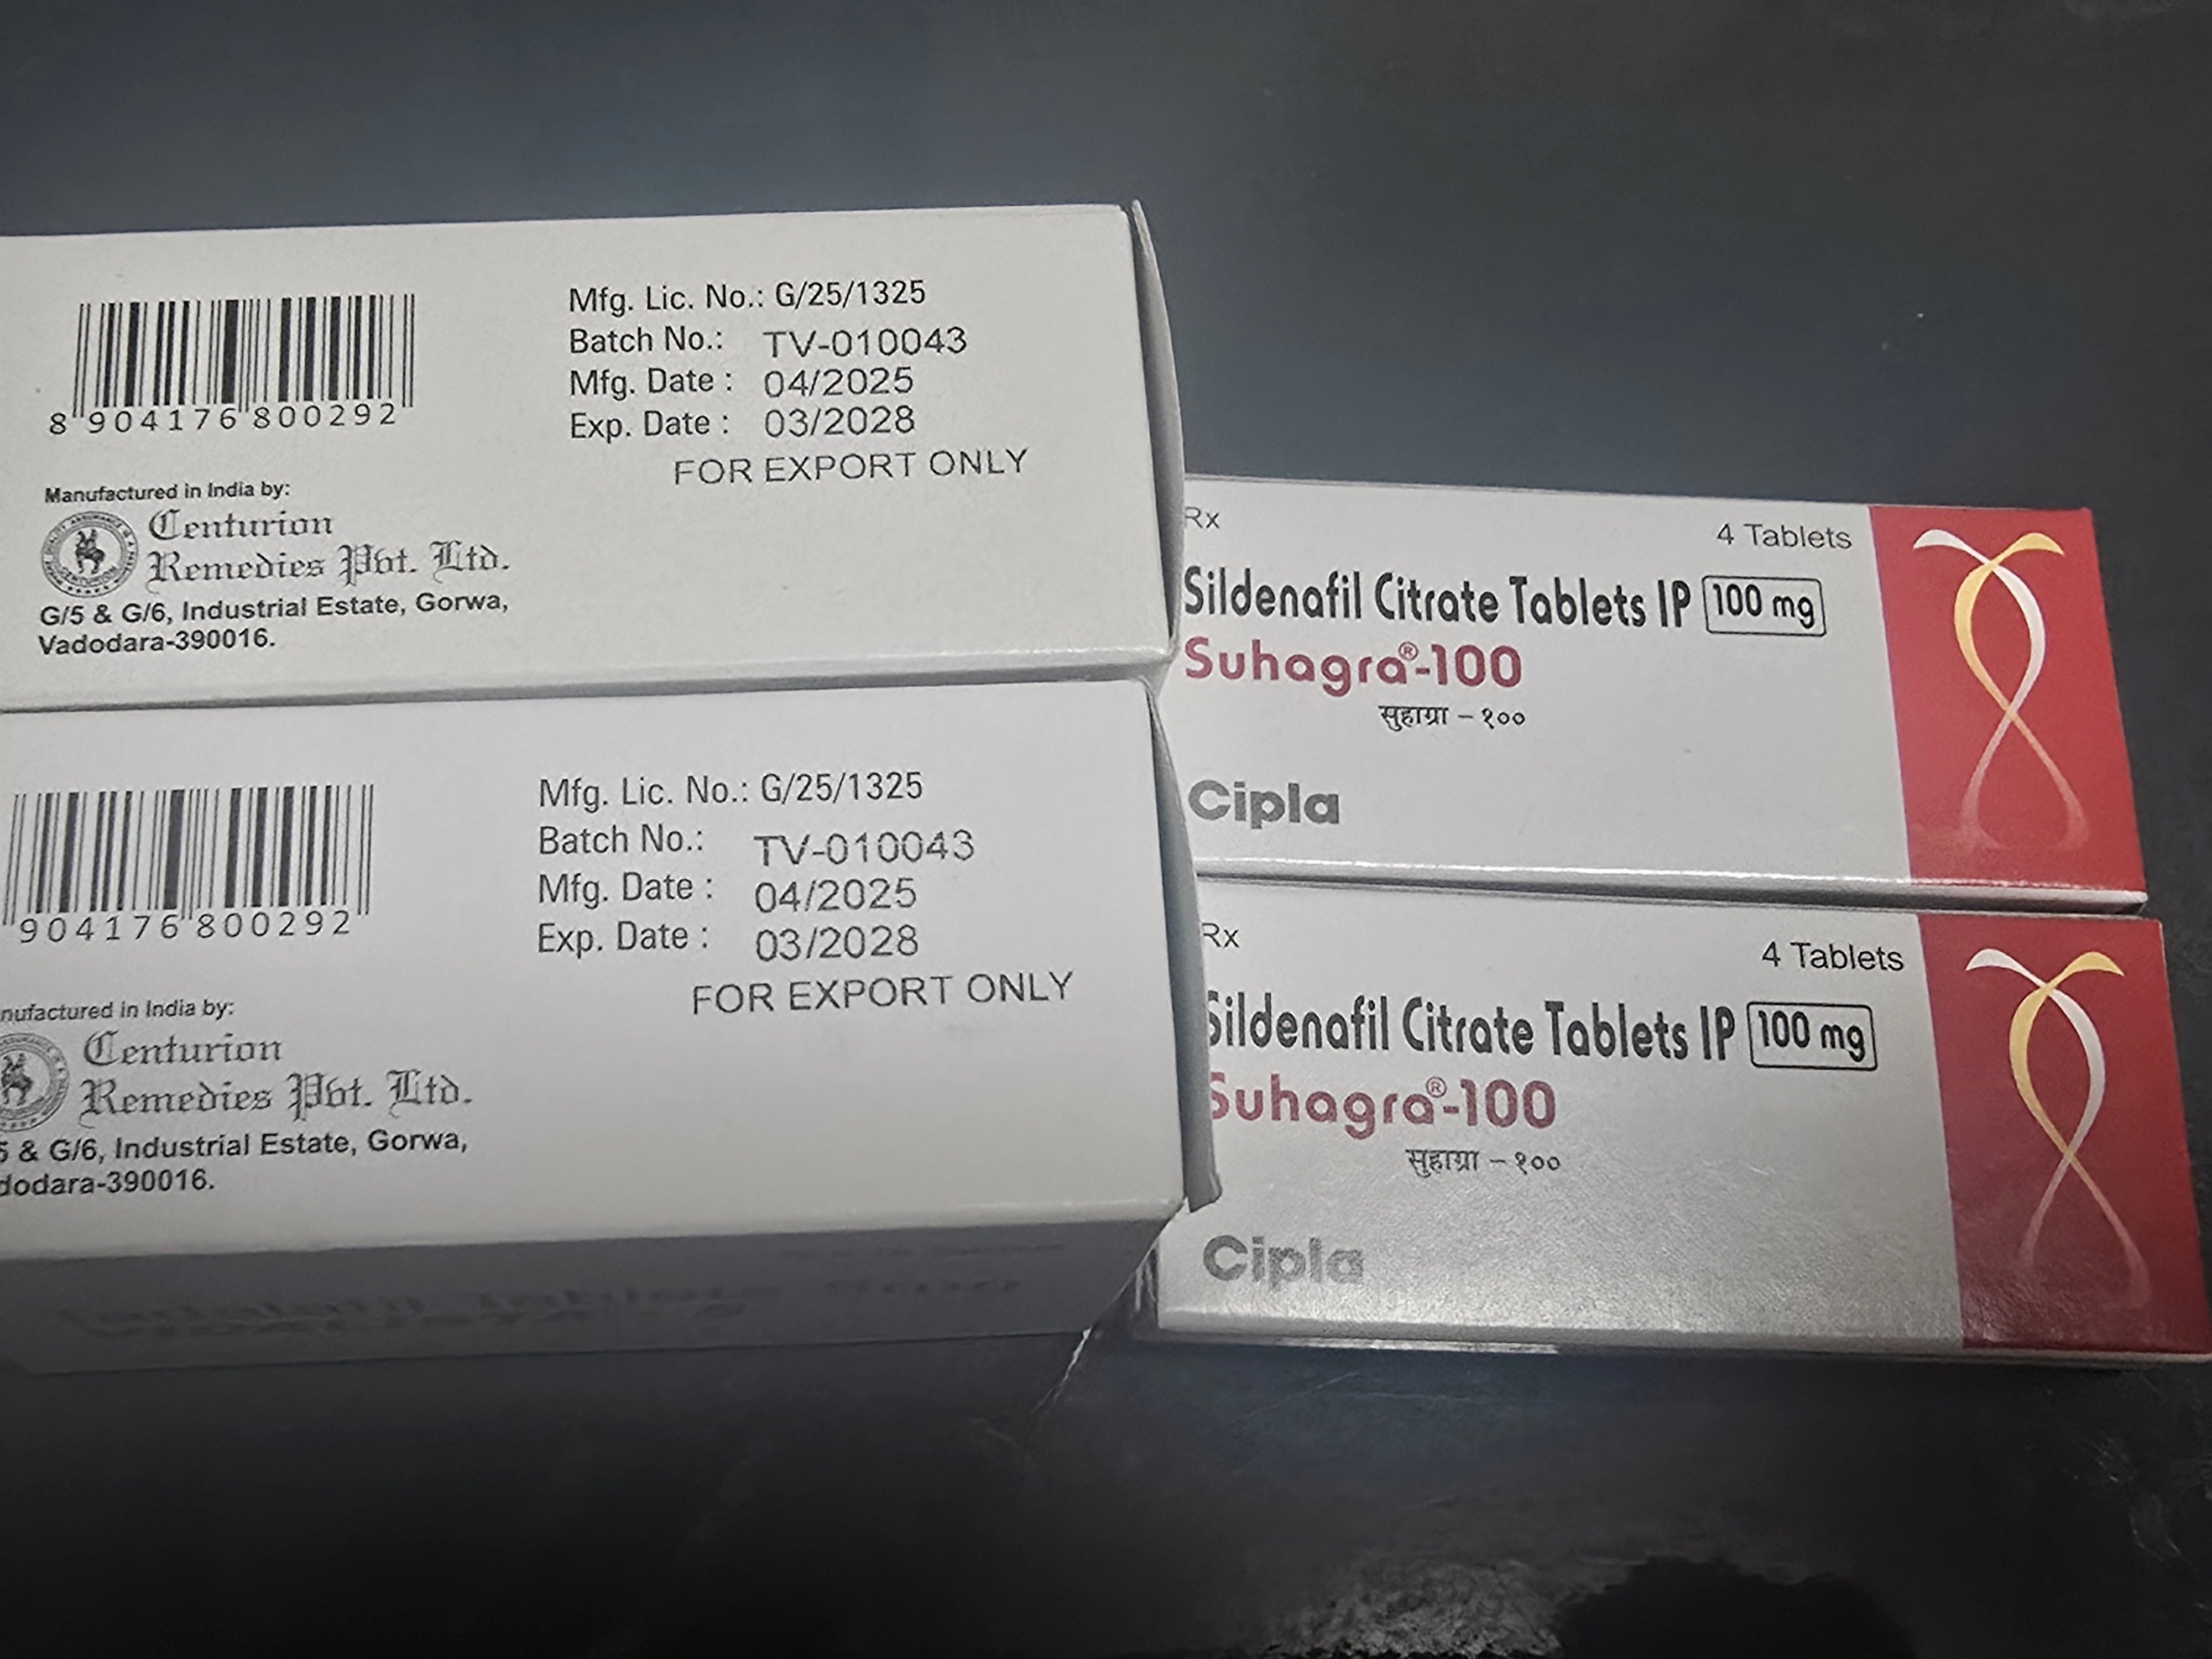 8 904176 800292
Mfg. Lic. No.: G/25/1325
Batch No.: TV-010043
Mfg. Date : 04/2025
Exp. Date : 03/2028
FOR EXPORT ONLY
Manufactured in India by:
Centurion
Remedies Pvt. Ltd.
G/5 & G/6, Industrial Estate, Gorwa,
Vadodara-390016.
904176 800292
Mfg. Lic. No.: G/25/1325
Batch No.: TV-010043
Mfg. Date : 04/2025
Exp. Date : 03/2028
FOR EXPORT ONLY
nufactured in India by:
Centurion
Remedies Pvt. Ltd.
5 & G/6, Industrial Estate, Gorwa,
dodara-390016.
Rx
4 Tablets
Sildenafil Citrate Tablets IP 100 mg
Suhagra®-100
सुहाग्रा – १००
Cipla
Rx
4 Tablets
Sildenafil Citrate Tablets IP 100 mg
Suhagra®-100
सुहाग्रा – १००
Cipla